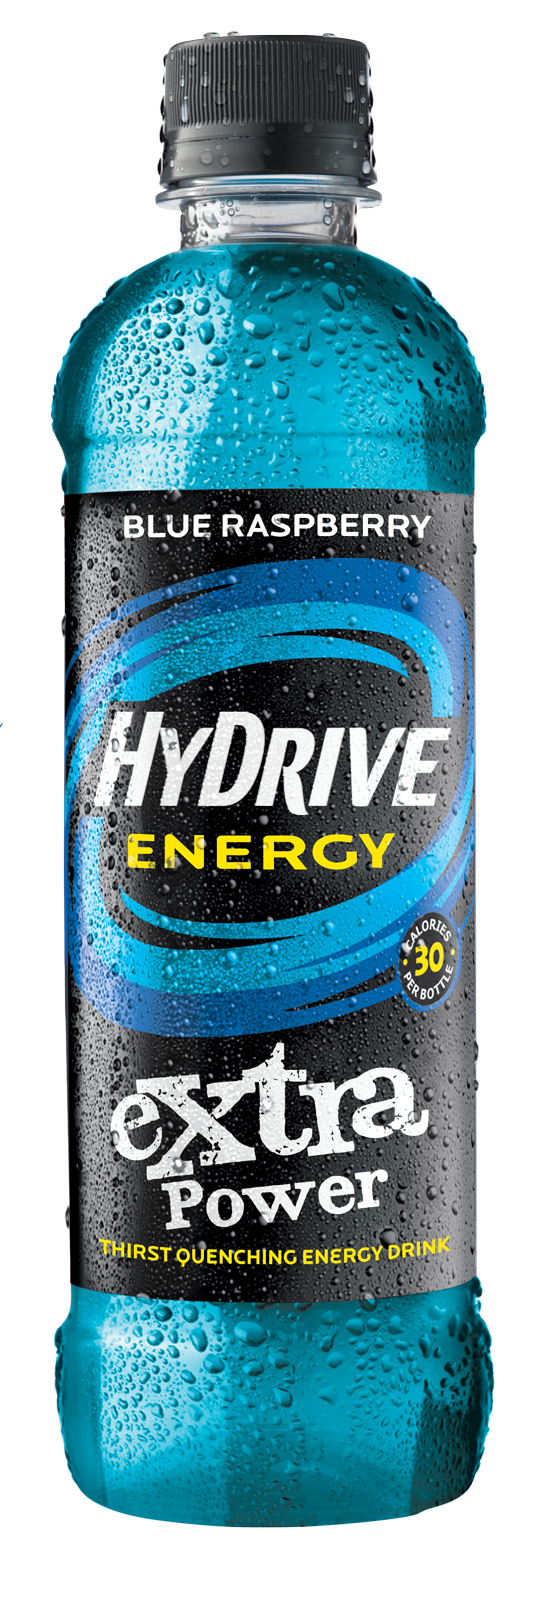 BLUE RASPBERRY
HYDRIVE
ENERGY
CALORIES
30
PER BOTTLE
extra
Power
THIRST QUENCHING ENERGY DRINK